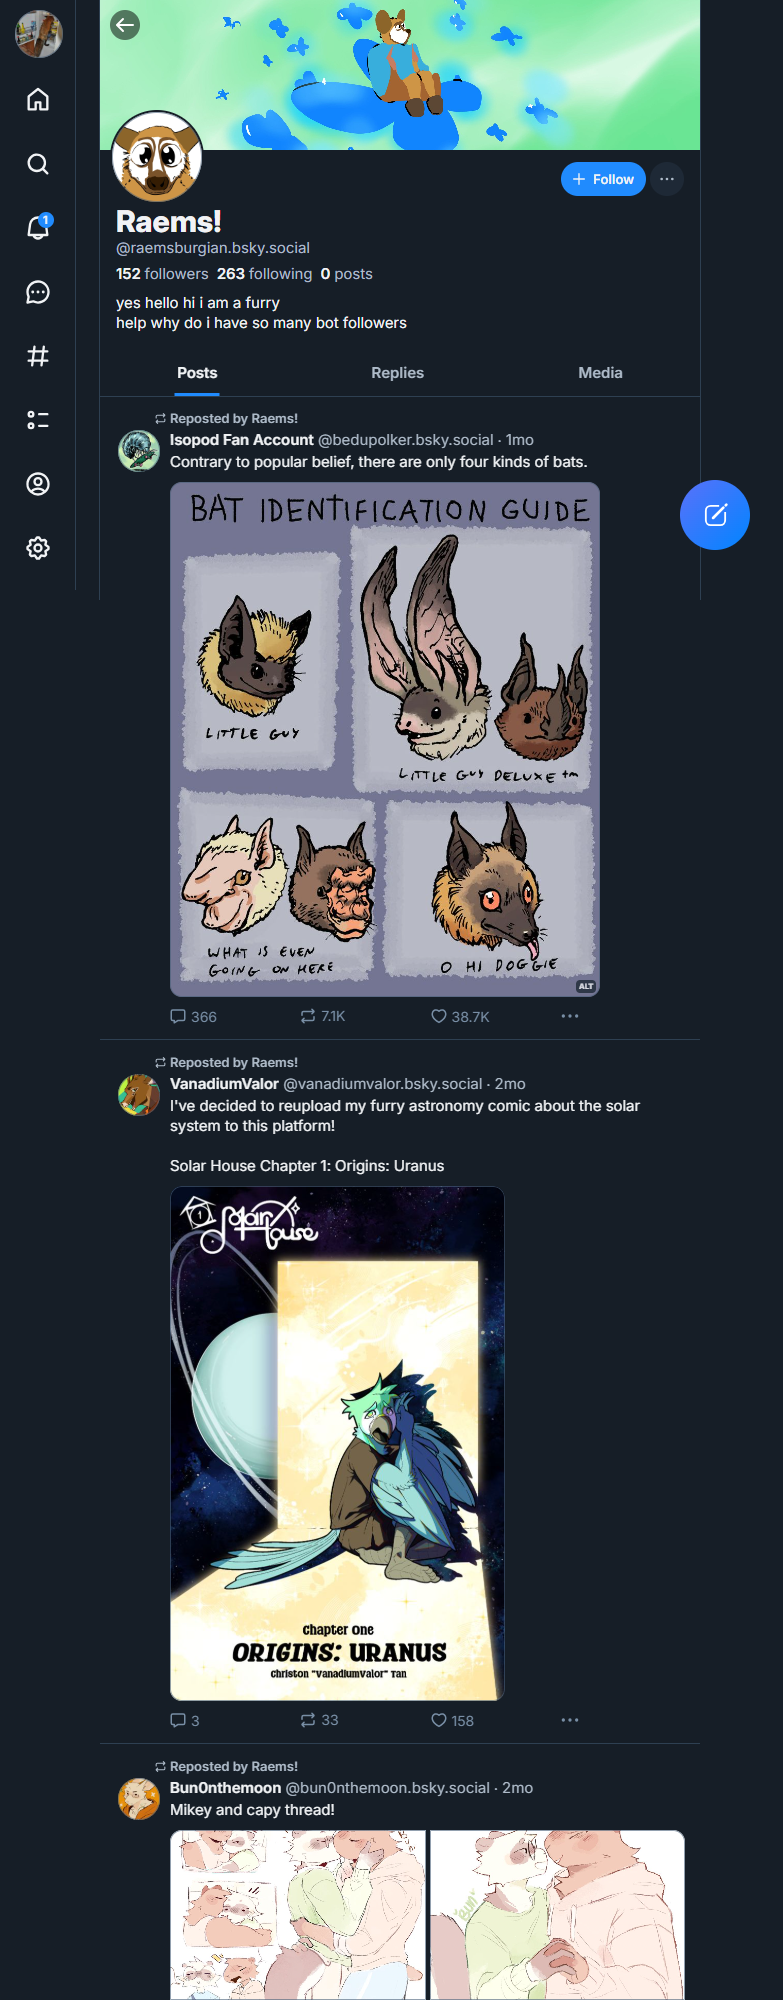 1
Follow
Raems!
@raemsburgian.bsky.social
152 followers 263 following 0 posts
yes hello hi i am a furry
help why do i have so many bot followers
Posts Replies Media
Reposted by Raems!
Isopod Fan Account @bedupolker.bsky.social · 1mo
Contrary to popular belief, there are only four kinds of bats.
BAT IDENTIFICATION GUIDE
LITTLE GUY
LITTLE GUY DELUXE tm
WHAT IS EVEN
GOING ON HERE
O HI DOGGIE
ALT
366 7.1K 38.7K
Reposted by Raems!
VanadiumValor @vanadiumvalor.bsky.social · 2mo
I've decided to reupload my furry astronomy comic about the solar
system to this platform!
Solar House Chapter 1: Origins: Uranus
1
Solar
House
Chapter One
ORIGINS: URANUS
Christon "VanadiumValor" Tan
3 33 158
Reposted by Raems!
Bun0nthemoon @bun0nthemoon.bsky.social · 2mo
Mikey and capy thread!